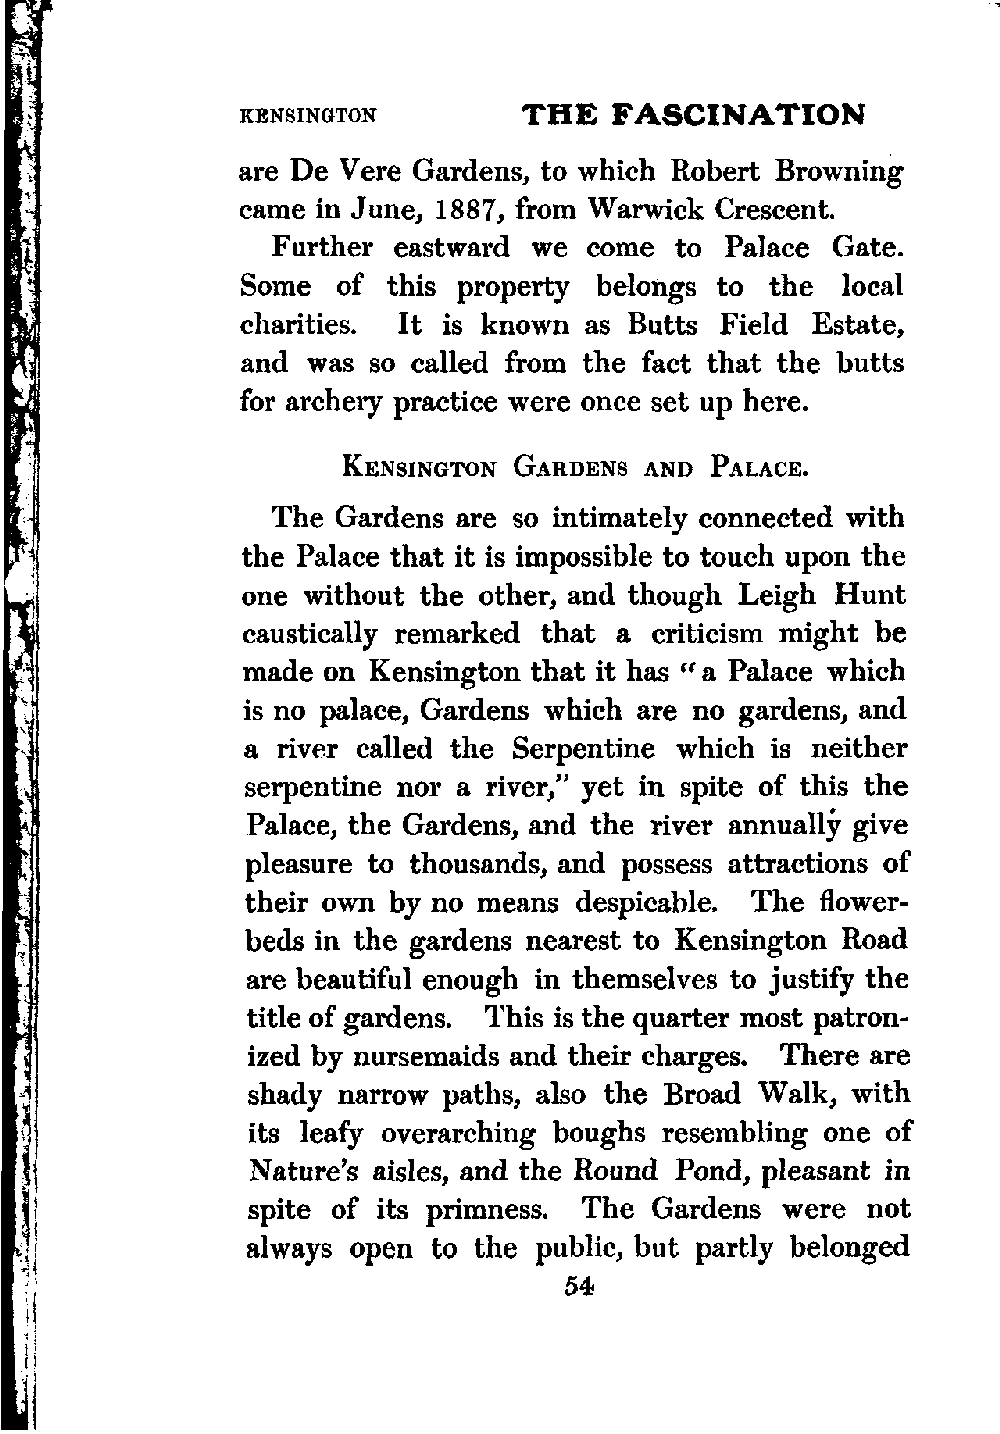 KENSINGTON THE FASCINATION
are De Vere Gardens, to which Robert Browning
came in June, 1887, from Warwick Crescent.
Further eastward we come to Palace Gate.
Some of this property belongs to the local
charities. It is known as Butts Field Estate,
and was so called from the fact that the butts
for archery practice were once set up here.
KENSINGTON GARDENS AND PALACE.
The Gardens are so intimately connected with
the Palace that it is impossible to touch upon the
one without the other, and though Leigh Hunt
caustically remarked that a criticism might be
made on Kensington that it has "a Palace which
is no palace, Gardens which are no gardens, and
a river called the Serpentine which is neither
serpentine nor a river," yet in spite of this the
Palace, the Gardens, and the river annually give
pleasure to thousands, and possess attractions of
their own by no means despicable. The flower-
beds in the gardens nearest to Kensington Road
are beautiful enough in themselves to justify the
title of gardens. This is the quarter most patron-
ized by nursemaids and their charges. There are
shady narrow paths, also the Broad Walk, with
its leafy overarching boughs resembling one of
Nature's aisles, and the Round Pond, pleasant in
spite of its primness. The Gardens were not
always open to the public, but partly belonged
54